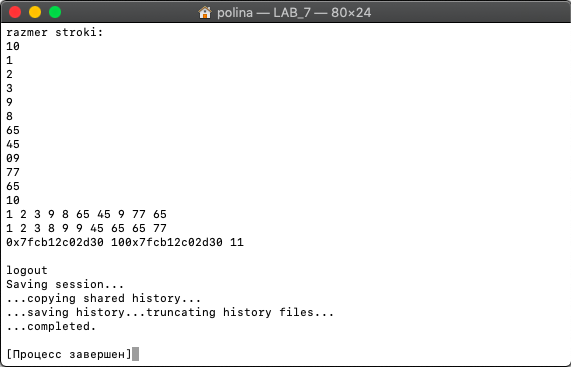 polina — LAB_7 — 80×24
razmer stroki:
10
1
2
3
9
8
65
45
09
77
65
10
1 2 3 9 8 65 45 9 77 65
1 2 3 8 9 9 45 65 65 77
0x7fcb12c02d30 100x7fcb12c02d30 11
logout
Saving session...
...copying shared history...
...saving history...truncating history files...
...completed.
[Процесс завершен]